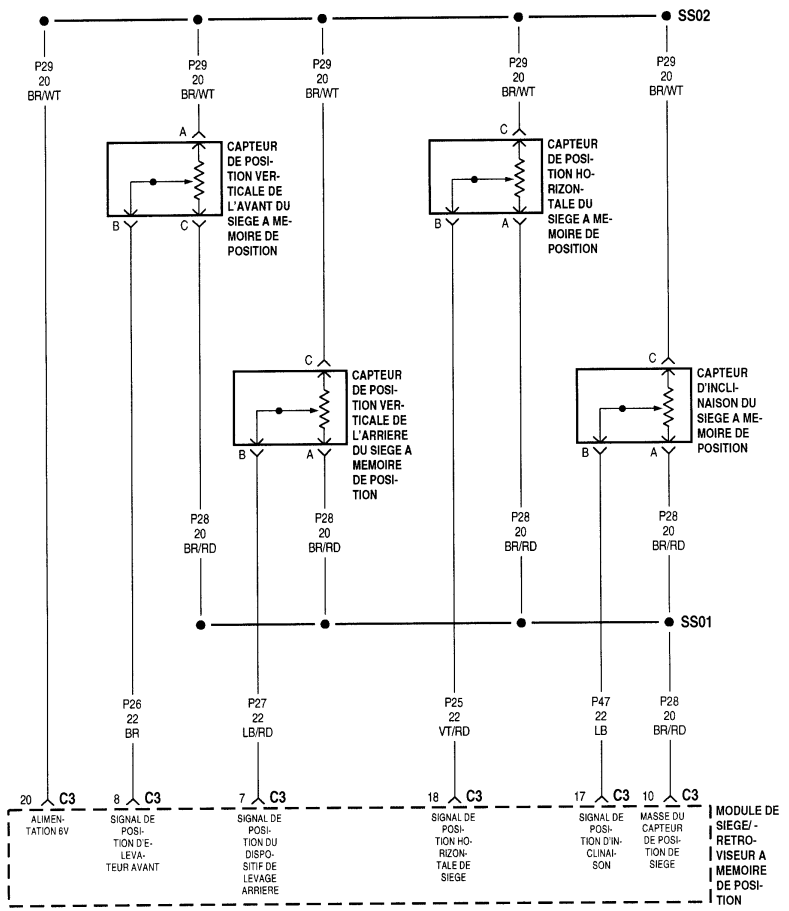 SS02
P29
20
BR/WT
P29
20
BR/WT
P29
20
BR/WT
P29
20
BR/WT
P29
20
BR/WT
A
CAPTEUR
DE POSI-
TION VER-
TICALE DE
L'AVANT DU
SIEGE A ME-
MOIRE DE
POSITION
B
C
C
CAPTEUR
DE POSI-
TION HO-
RIZON-
TALE DU
SIEGE A ME-
MOIRE DE
POSITION
B
A
C
CAPTEUR
DE POSI-
TION VER-
TICALE DE
L'ARRIERE
DU SIEGE A
MEMOIRE
DE POSI-
TION
B
A
C
CAPTEUR
D'INCLI-
NAISON DU
SIEGE A ME-
MOIRE DE
POSITION
B
A
P28
20
BR/RD
P28
20
BR/RD
P28
20
BR/RD
P28
20
BR/RD
SS01
P26
22
BR
P27
22
LB/RD
P25
22
VT/RD
P47
22
LB
P28
20
BR/RD
20 C3
8 C3
7 C3
18 C3
17 C3
10 C3
ALIMEN-
TATION 6V
SIGNAL DE
POSI-
TION D'E-
LEVA-
TEUR AVANT
SIGNAL DE
POSI-
TION DU
DISPO-
SITIF DE
LEVAGE
ARRIERE
SIGNAL DE
POSI-
TION HO-
RIZON-
TALE DE
SIEGE
SIGNAL DE
POSI-
TION D'IN-
CLINAI-
SON
MASSE DU
CAPTEUR
DE POSI-
TION DE
SIEGE
MODULE DE
SIEGE/ -
RETRO-
VISEUR A
MEMOIRE
DE POSI-
TION